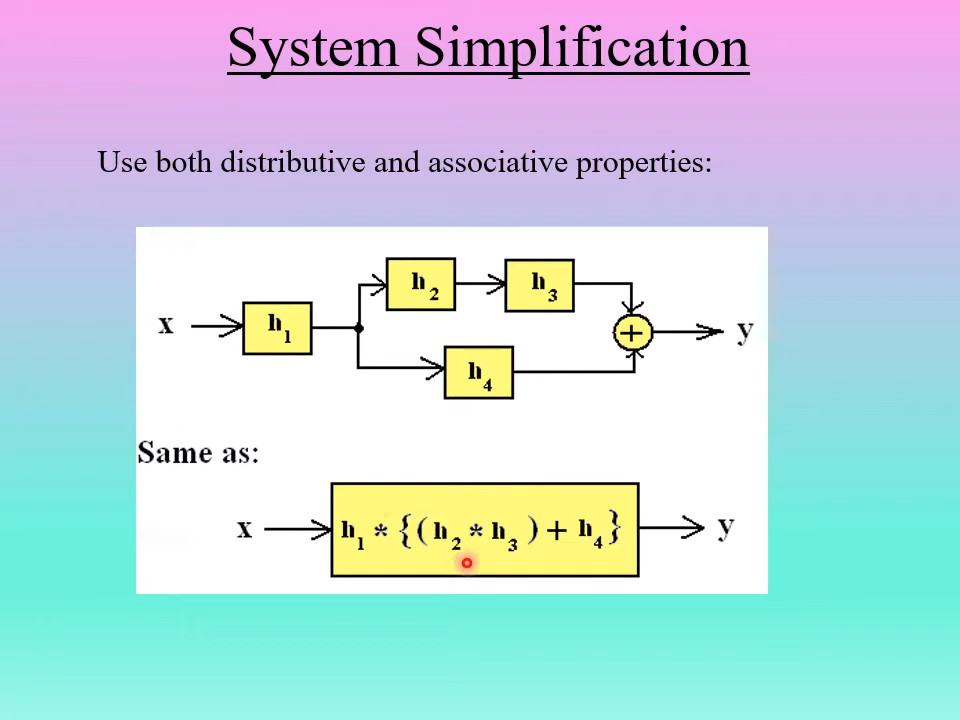 System Simplification
Use both distributive and associative properties:
h₂ h₃
x h₁ + y
h₄
Same as:
x h₁ * {( h₂ * h₃ ) + h₄ } y